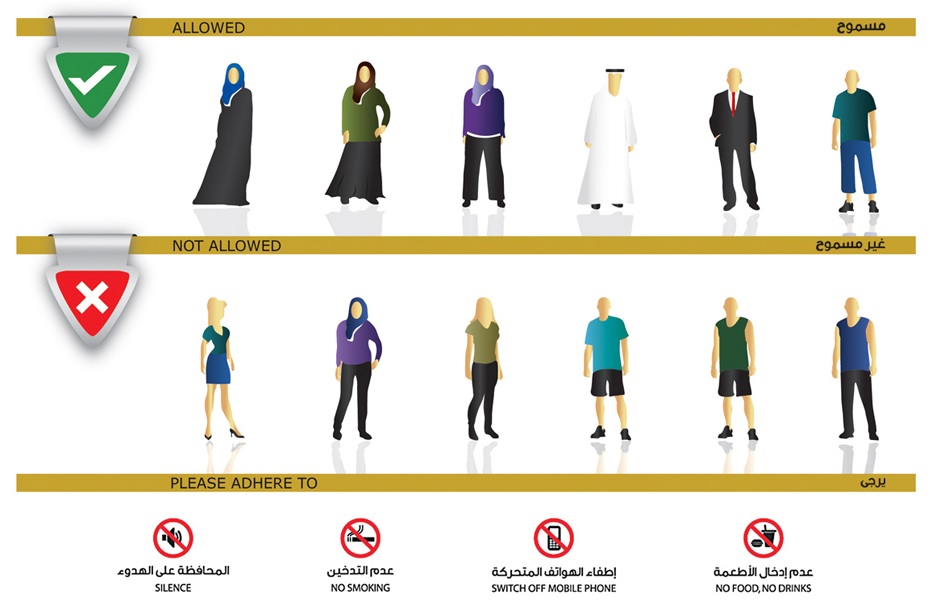 ALLOWED
مسموح
NOT ALLOWED
غير مسموح
PLEASE ADHERE TO
يرجى
المحافظة على الهدوء
SILENCE
عدم التدخين
NO SMOKING
إطفاء الهواتف المتحركة
SWITCH OFF MOBILE PHONE
عدم إدخال الأطعمة
NO FOOD, NO DRINKS